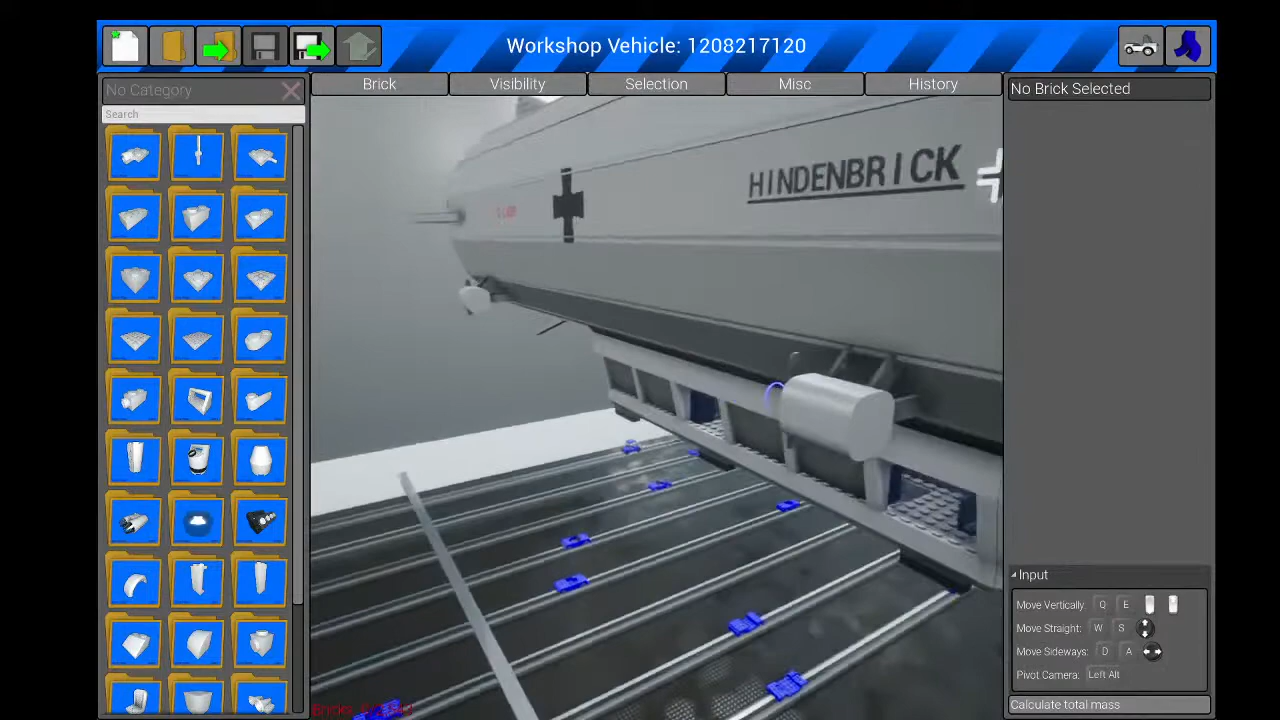 Workshop Vehicle: 1208217120
No Category
Search
Brick
Visibility
Selection
Misc
History
No Brick Selected
HINDENBRICK
Input
Move Vertically: Q E
Move Straight: W S
Move Sideways: D A
Pivot Camera: Left Alt
Calculate total mass